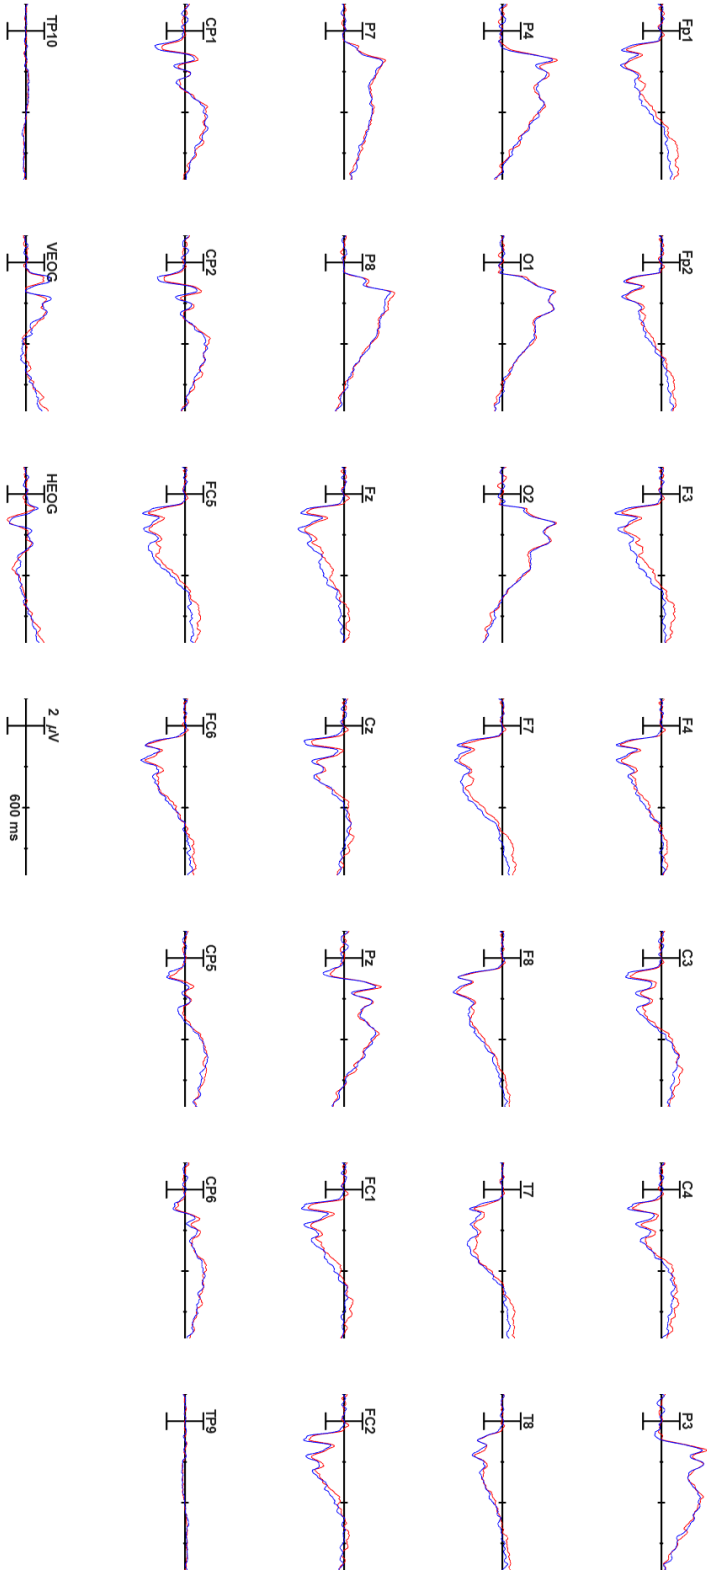 Fp1
Fp2
F3
F4
C3
C4
P3
P4
O1
O2
F7
F8
T7
T8
P7
P8
Fz
Cz
Pz
FC1
FC2
CP1
CP2
FC5
FC6
CP5
CP6
TP9
TP10
VEOG
HEOG
2 μV
600 ms